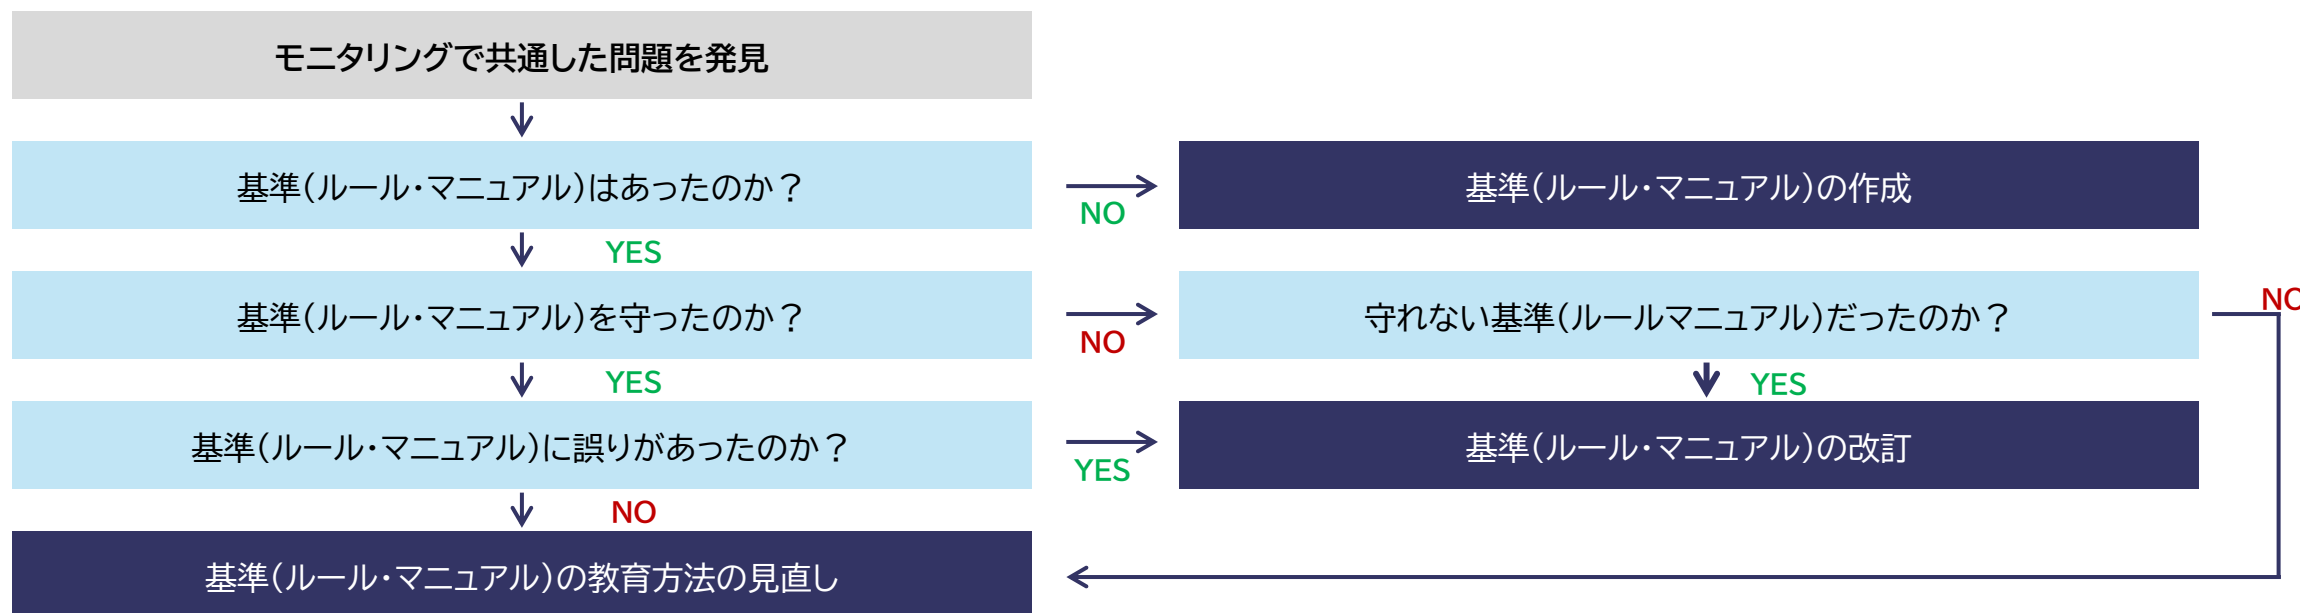 モニタリングで共通した問題を発見
基準(ルール・マニュアル)はあったのか？
NO
基準(ルール・マニュアル)の作成
YES
基準(ルール・マニュアル)を守ったのか？
NO
守れない基準(ルールマニュアル)だったのか？
NO
YES
YES
基準(ルール・マニュアル)に誤りがあったのか？
YES
基準(ルール・マニュアル)の改訂
NO
基準(ルール・マニュアル)の教育方法の見直し